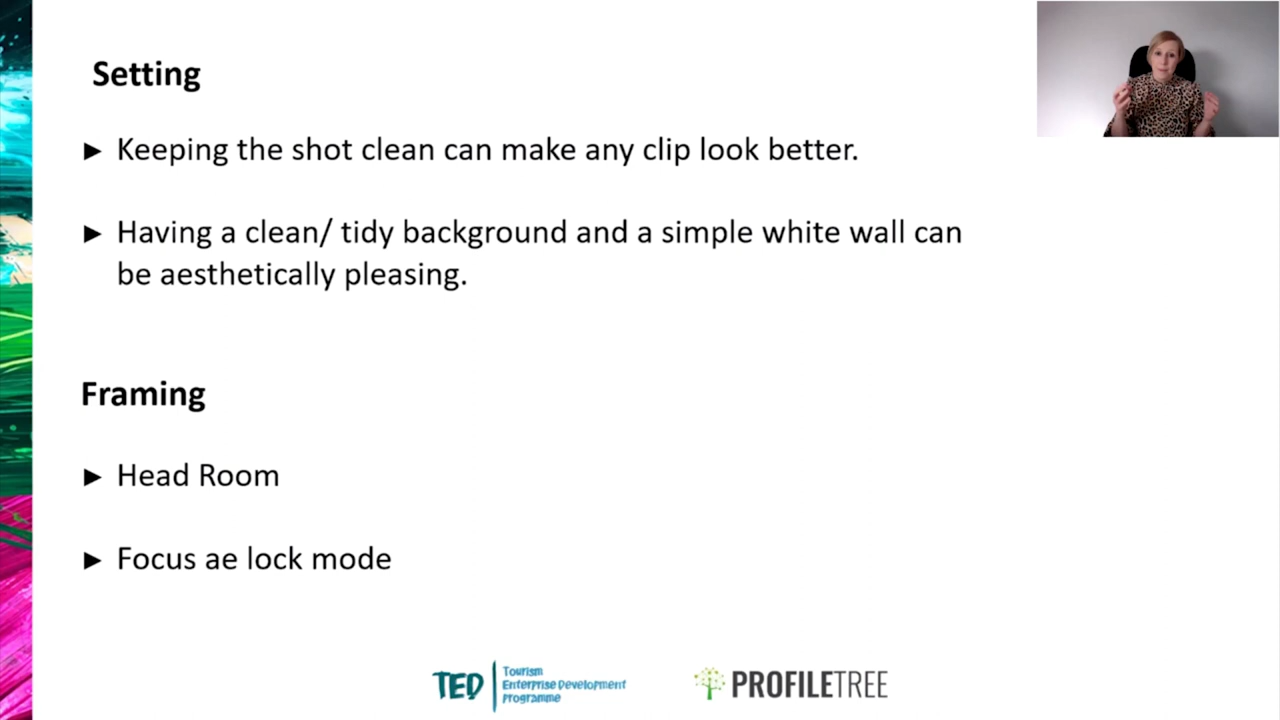 Setting
► Keeping the shot clean can make any clip look better.
► Having a clean/ tidy background and a simple white wall can
be aesthetically pleasing.
Framing
► Head Room
► Focus ae lock mode
TED
Tourism
Enterprise Development
Programme
PROFILETREE